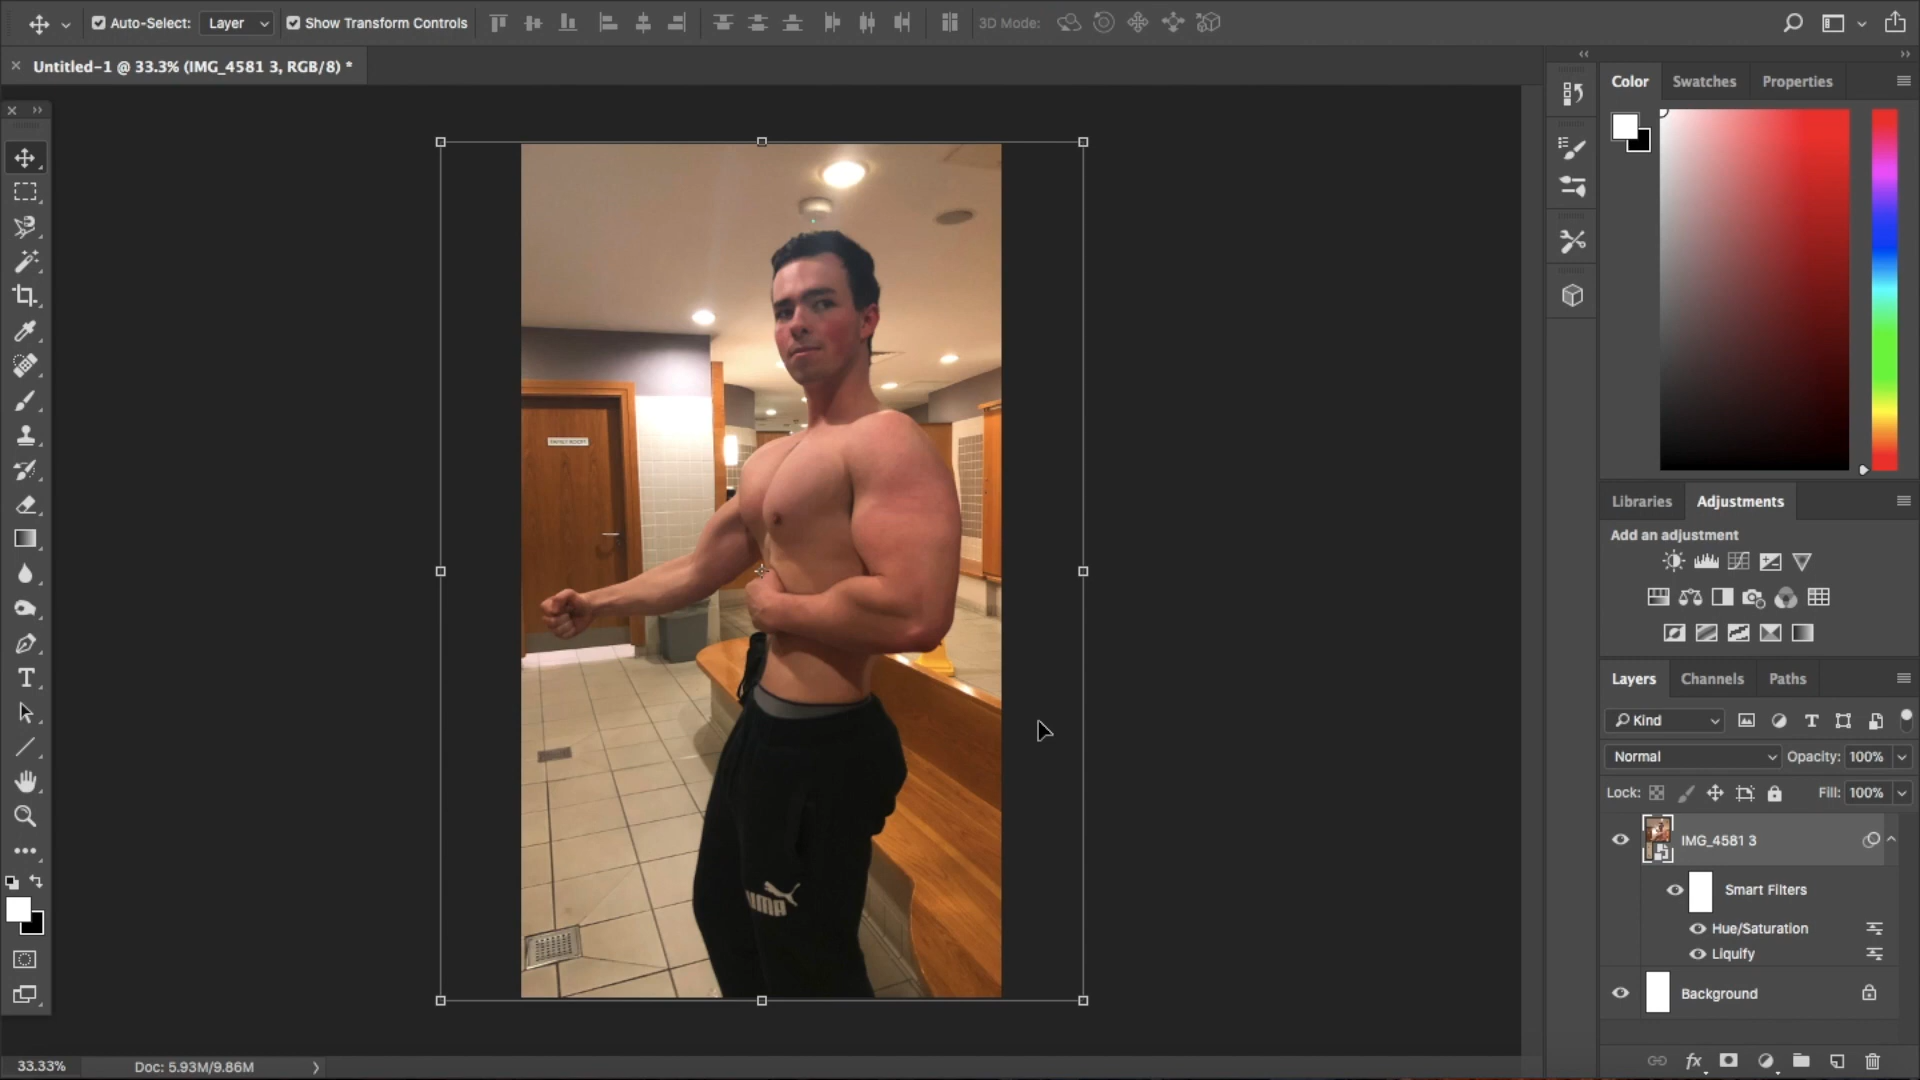 Auto-Select: Layer Show Transform Controls 3D Mode:
Untitled-1 @ 33.3% (IMG_4581 3, RGB/8) *
Color Swatches Properties
Libraries Adjustments
Add an adjustment
Layers Channels Paths
Kind
Normal Opacity: 100%
Lock: Fill: 100%
IMG_4581 3
Smart Filters
Hue/Saturation
Liquify
Background
fx
PUMA
33.33% Doc: 5.93M/9.86M